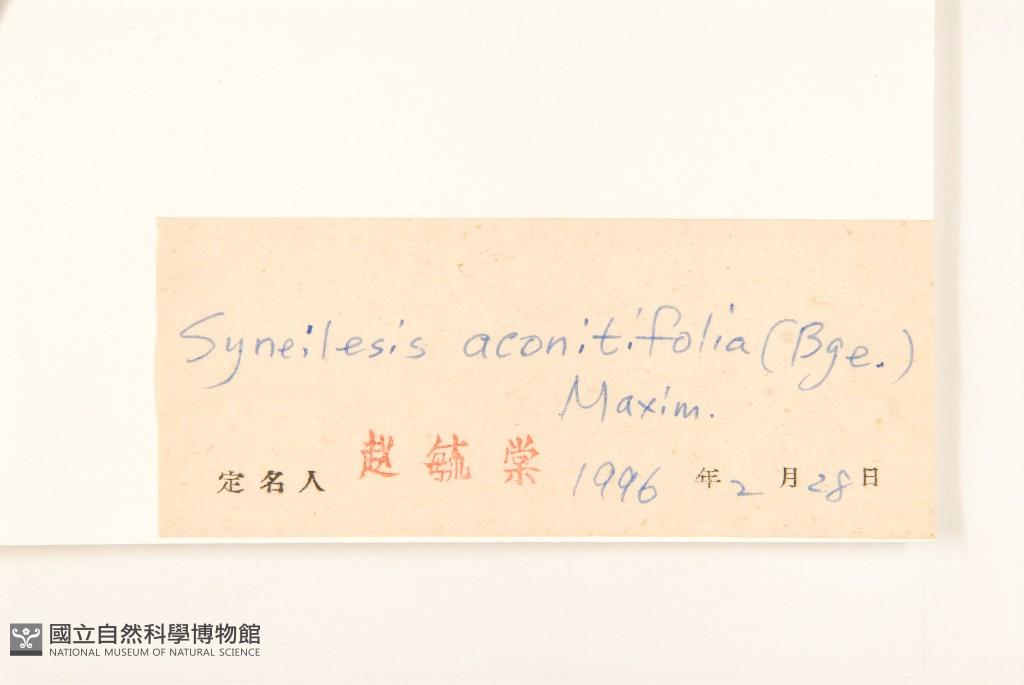 Syneilesis aconitifolia (Bge.)
Maxim.
定名人 赵毓棠 1996 年 2 月 28 日
國立自然科學博物館
NATIONAL MUSEUM OF NATURAL SCIENCE